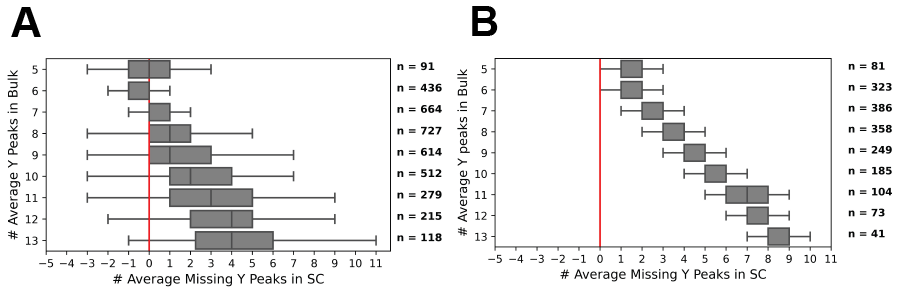 A
# Average Y Peaks in Bulk
5 n = 91
6 n = 436
7 n = 664
8 n = 727
9 n = 614
10 n = 512
11 n = 279
12 n = 215
13 n = 118
−5 −4 −3 −2 −1 0 1 2 3 4 5 6 7 8 9 10 11
# Average Missing Y Peaks in SC
B
# Average Y peaks in Bulk
5 n = 81
6 n = 323
7 n = 386
8 n = 358
9 n = 249
10 n = 185
11 n = 104
12 n = 73
13 n = 41
−5 −4 −3 −2 −1 0 1 2 3 4 5 6 7 8 9 10 11
# Average Missing Y Peaks in SC